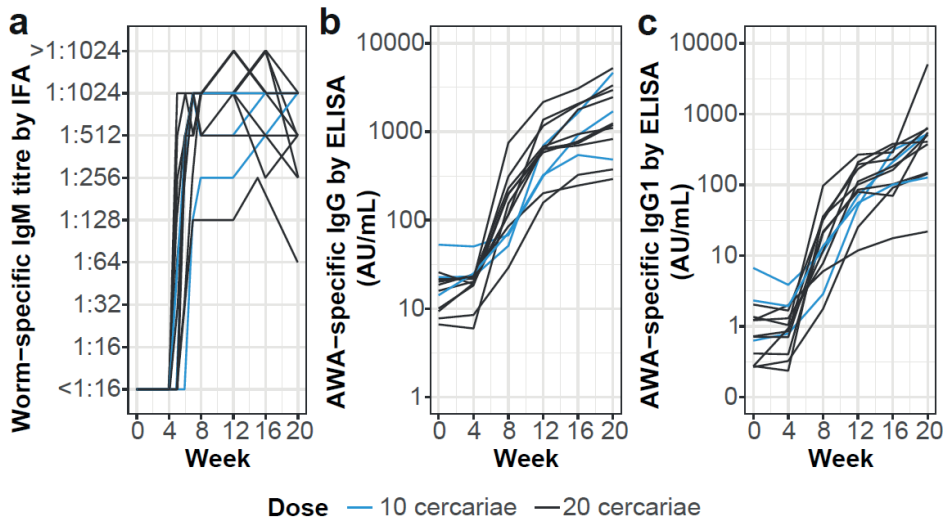 a
Worm-specific IgM titre by IFA
>1:1024
1:1024
1:512
1:256
1:128
1:64
1:32
1:16
<1:16
0 4 8 12 16 20
Week
b
AWA-specific IgG by ELISA
(AU/mL)
10000
1000
100
10
1
0 4 8 12 16 20
Week
c
AWA-specific IgG1 by ELISA
(AU/mL)
10000
1000
100
10
1
0
0 4 8 12 16 20
Week
Dose 10 cercariae 20 cercariae